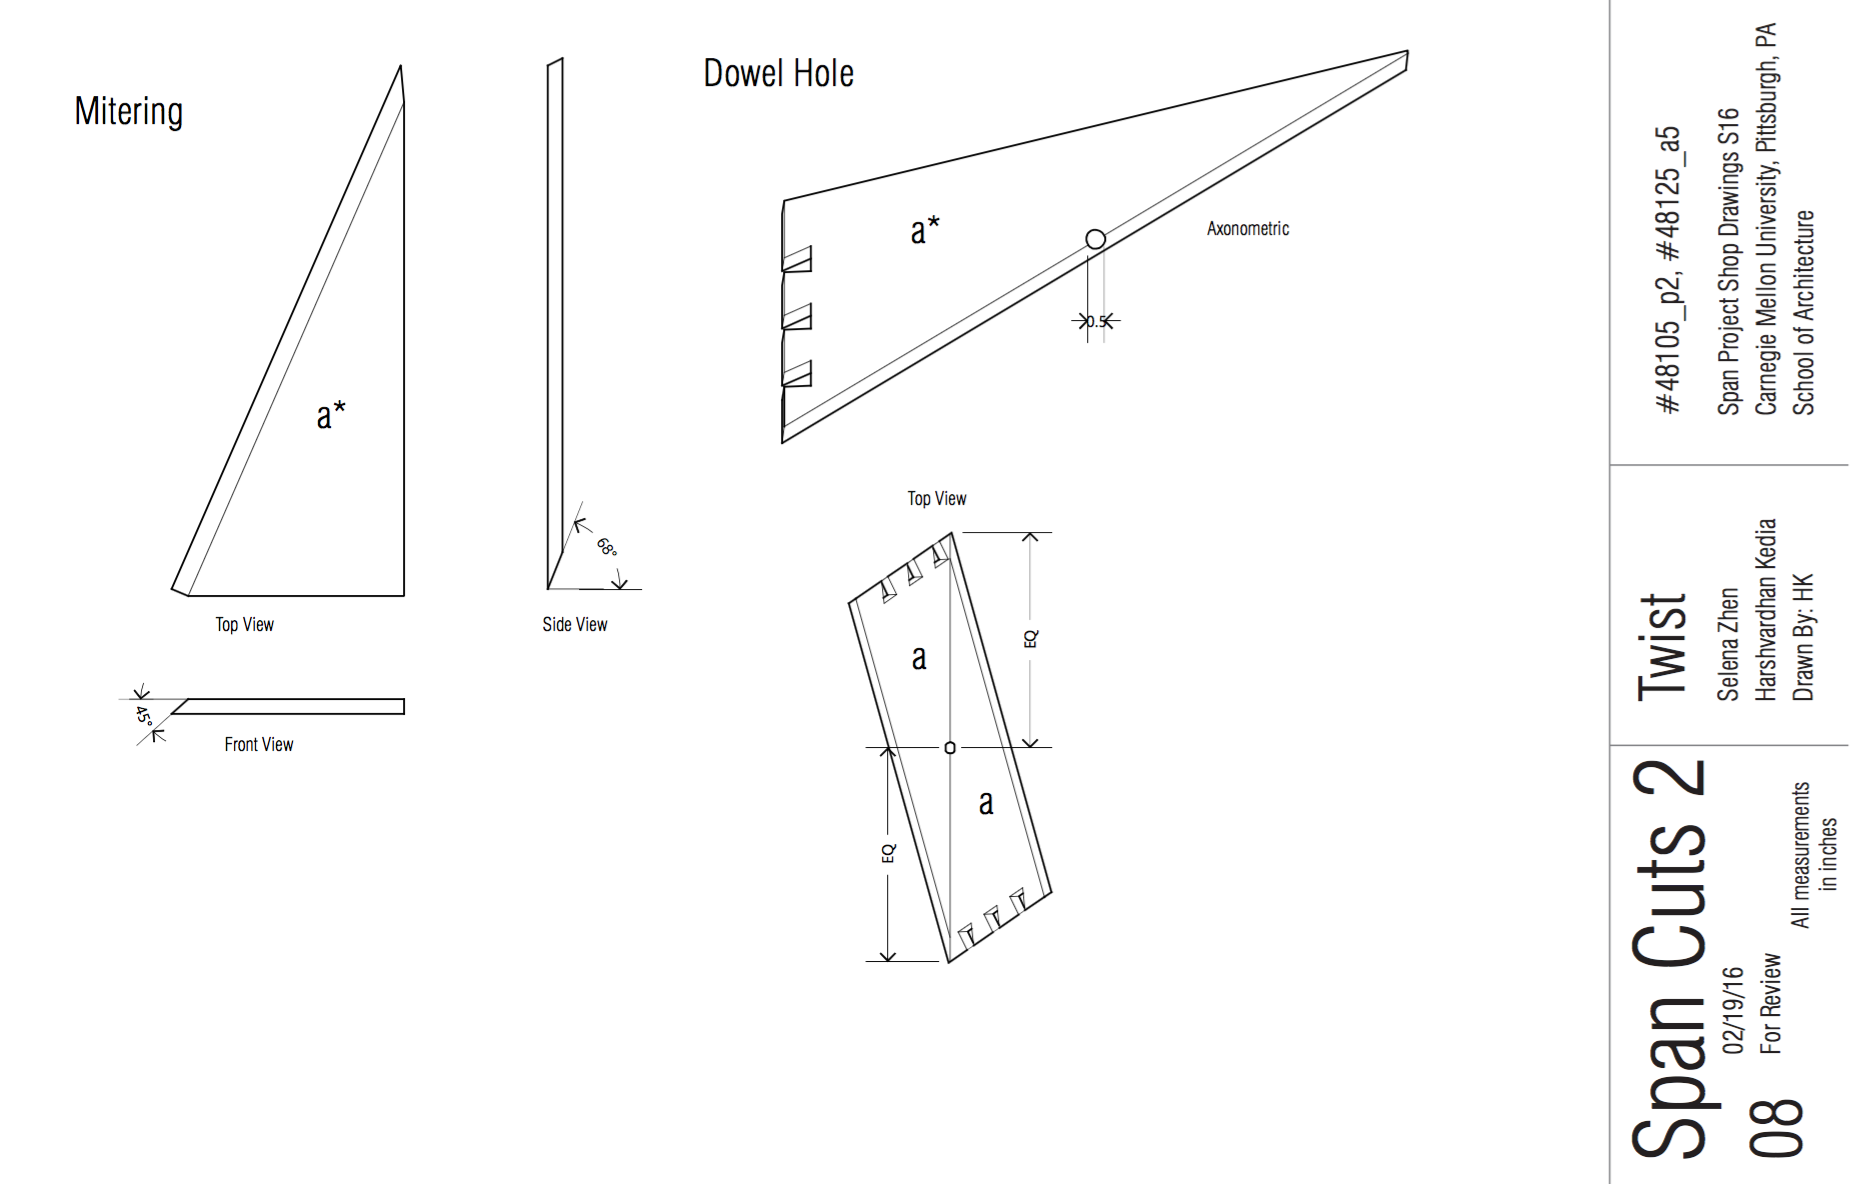 Mitering
a*
Top View
Side View
68°
45°
Front View
Dowel Hole
a*
Axonometric
0.5
Top View
a
a
EQ
EQ
#48105_p2, #48125_a5
Span Project Shop Drawings S16
Carnegie Mellon University, Pittsburgh, PA
School of Architecture
Twist
Selena Zhen
Harshvardhan Kedia
Drawn By: HK
Span Cuts 2
02/19/16
For Review
All measurements
in inches
08